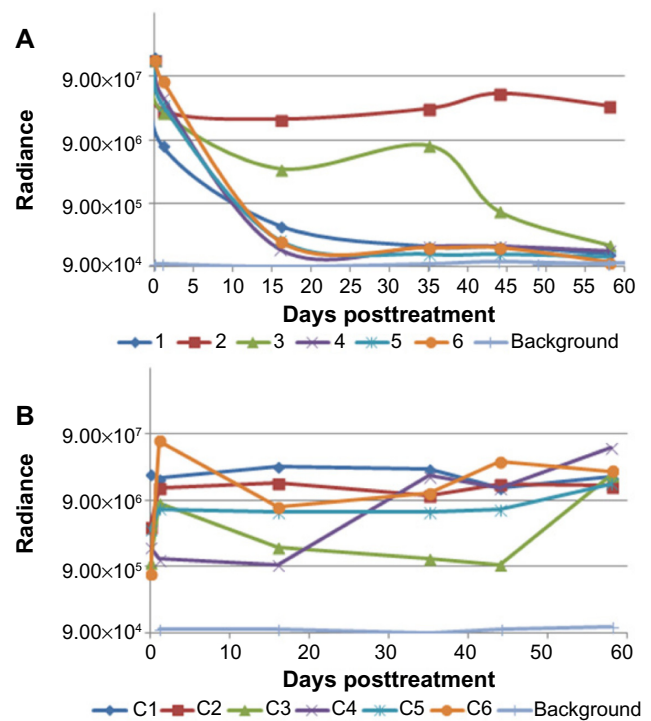 A
Radiance
9.00×10⁷
9.00×10⁶
9.00×10⁵
9.00×10⁴
0 5 10 15 20 25 30 35 40 45 50 55 60
Days posttreatment
1 2 3 4 5 6 Background
B
Radiance
9.00×10⁷
9.00×10⁶
9.00×10⁵
9.00×10⁴
0 10 20 30 40 50 60
Days posttreatment
C1 C2 C3 C4 C5 C6 Background